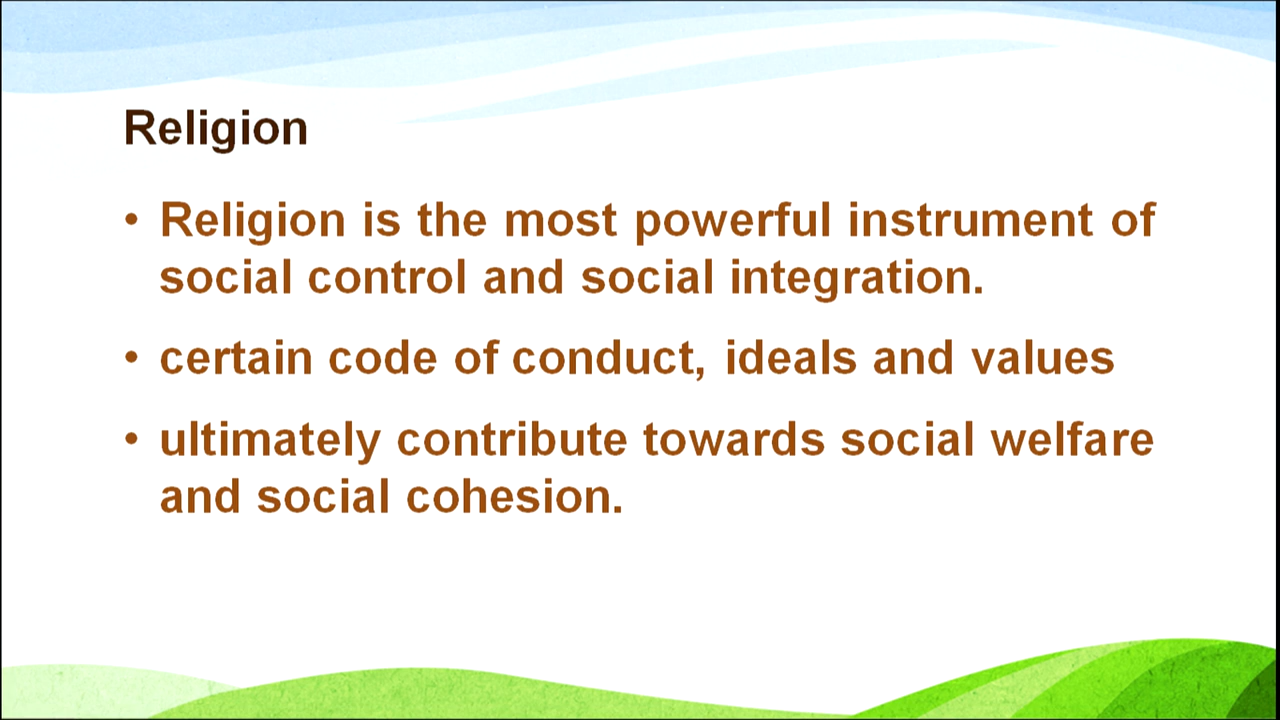 Religion
• Religion is the most powerful instrument of
social control and social integration.
• certain code of conduct, ideals and values
• ultimately contribute towards social welfare
and social cohesion.